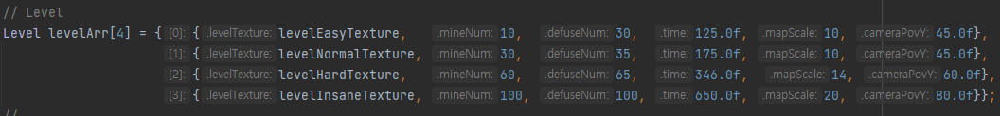 // Level
Level levelArr[4] = { [0]: { .levelTexture: levelEasyTexture, .mineNum: 10, .defuseNum: 30, .time: 125.0f, .mapScale: 10, .cameraPovY: 45.0f},
[1]: { .levelTexture: levelNormalTexture, .mineNum: 30, .defuseNum: 35, .time: 175.0f, .mapScale: 10, .cameraPovY: 45.0f},
[2]: { .levelTexture: levelHardTexture, .mineNum: 60, .defuseNum: 65, .time: 346.0f, .mapScale: 14, .cameraPovY: 60.0f},
[3]: { .levelTexture: levelInsaneTexture, .mineNum: 100, .defuseNum: 100, .time: 650.0f, .mapScale: 20, .cameraPovY: 80.0f}};
//